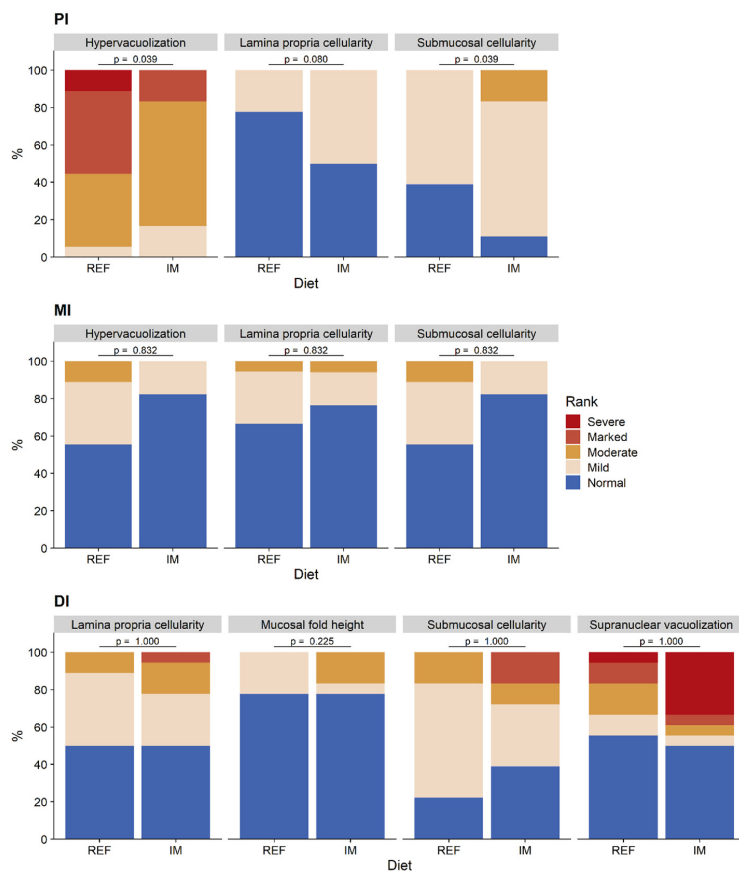 PI
Hypervacuolization Lamina propria cellularity Submucosal cellularity
p = 0.039 p = 0.080 p = 0.039
100
80
60
40
20
0
%
REF IM REF IM REF IM
Diet
MI
Hypervacuolization Lamina propria cellularity Submucosal cellularity
p = 0.832 p = 0.832 p = 0.832
100
80
60
40
20
0
%
REF IM REF IM REF IM
Diet
Rank
Severe
Marked
Moderate
Mild
Normal
DI
Lamina propria cellularity Mucosal fold height Submucosal cellularity Supranuclear vacuolization
p = 1.000 p = 0.225 p = 1.000 p = 1.000
100
80
60
40
20
0
%
REF IM REF IM REF IM REF IM
Diet